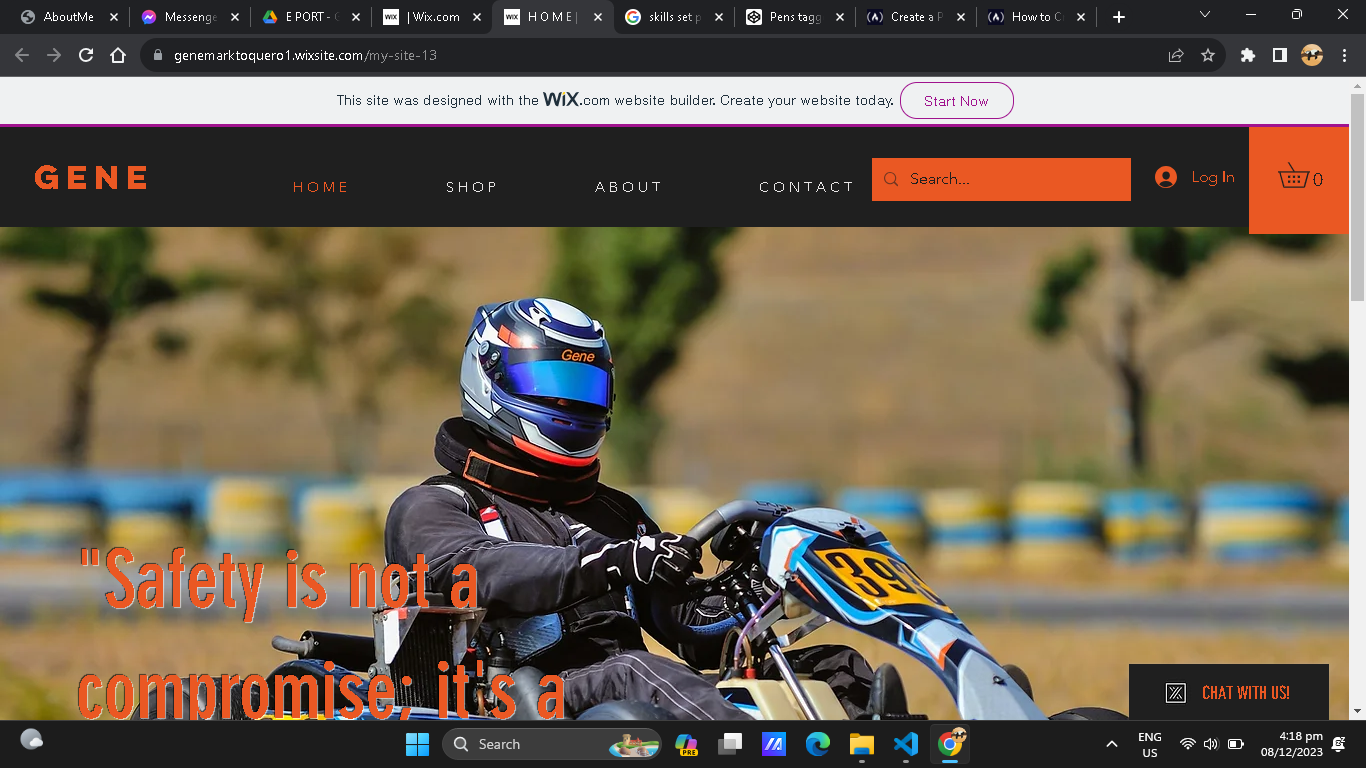 AboutMe
Messenge
E PORT - G
WIX | Wix.com
WIX H O M E |
skills set p
Pens tagg
Create a P
How to C
genemarktoquero1.wixsite.com/my-site-13
This site was designed with the WiX.com website builder. Create your website today. Start Now
GENE
HOME
SHOP
ABOUT
CONTACT
Search...
Log In
0
Gene
"Safety is not a
compromise; it's a
CHAT WITH US!
Search
PRE
ENG
US
4:18 pm
08/12/2023